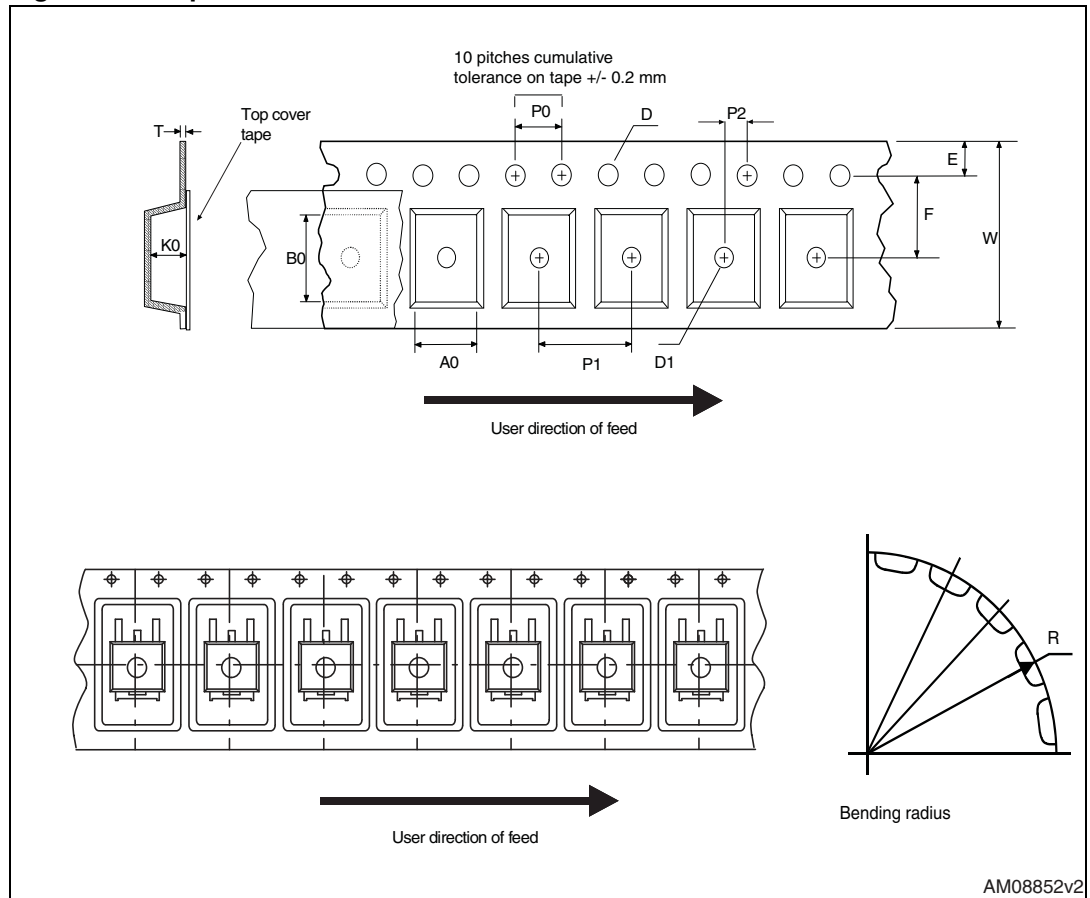 10 pitches cumulative
tolerance on tape +/- 0.2 mm
P0
D
P2
T
Top cover
tape
E
F
W
K0
B0
A0
P1
D1
User direction of feed
R
Bending radius
User direction of feed
AM08852v2